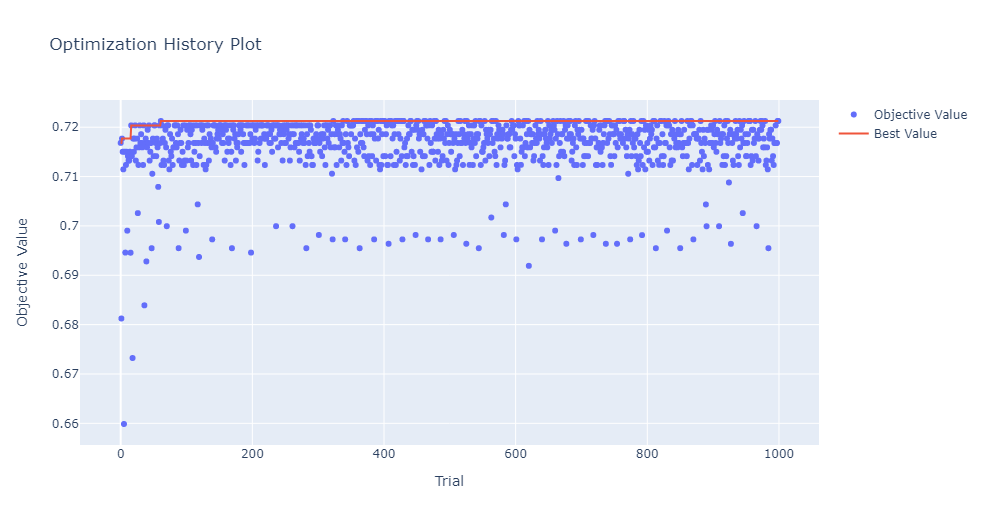 Optimization History Plot
Objective Value
Best Value
0.72
0.71
0.7
0.69
0.68
0.67
0.66
Objective Value
0
200
400
600
800
1000
Trial